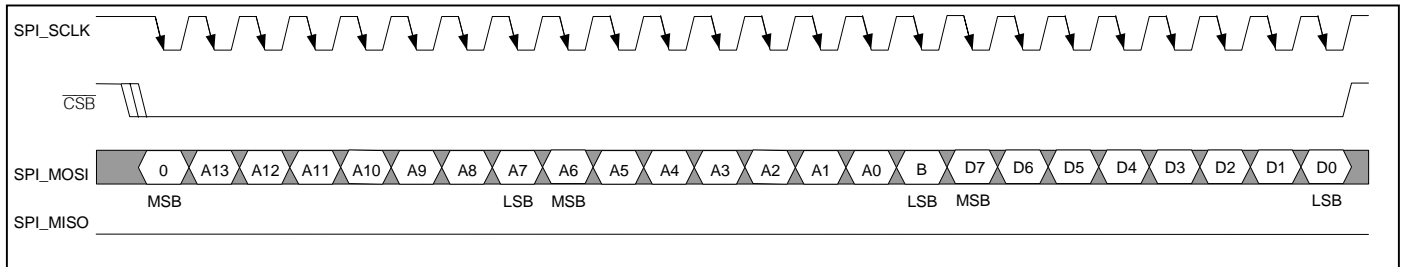 SPI_SCLK
CSB
SPI_MOSI 0 A13 A12 A11 A10 A9 A8 A7 A6 A5 A4 A3 A2 A1 A0 B D7 D6 D5 D4 D3 D2 D1 D0
MSB LSB MSB LSB MSB LSB
SPI_MISO